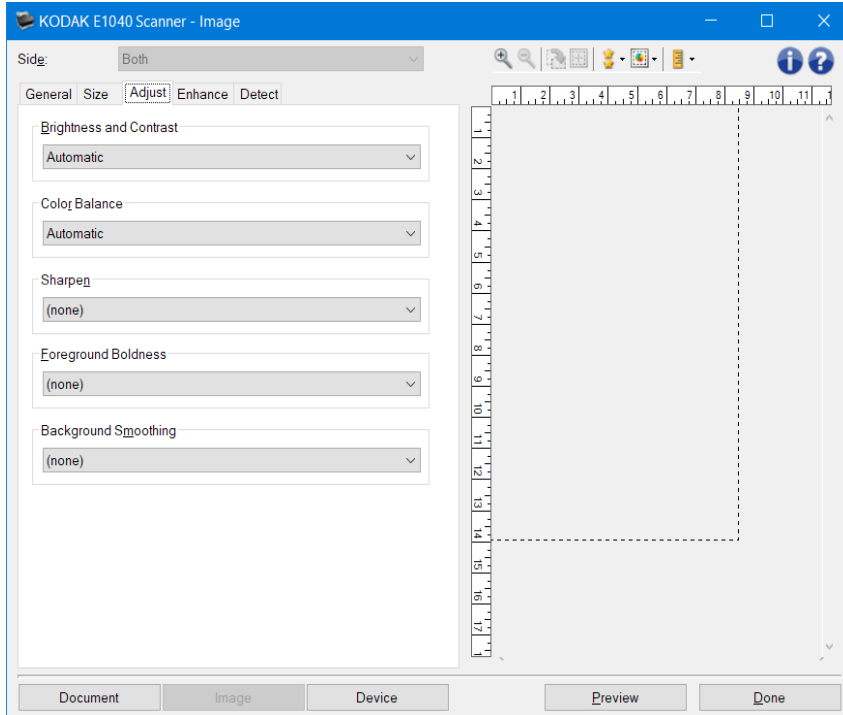 KODAK E1040 Scanner - Image
Side:
Both
General Size Adjust Enhance Detect
Brightness and Contrast
Automatic
Color Balance
Automatic
Sharpen
(none)
Foreground Boldness
(none)
Background Smoothing
(none)
1 2 3 4 5 6 7 8 9 10 11 1
1
2
3
4
5
6
7
8
9
10
11
12
13
14
15
16
17
1
Document Image Device Preview Done